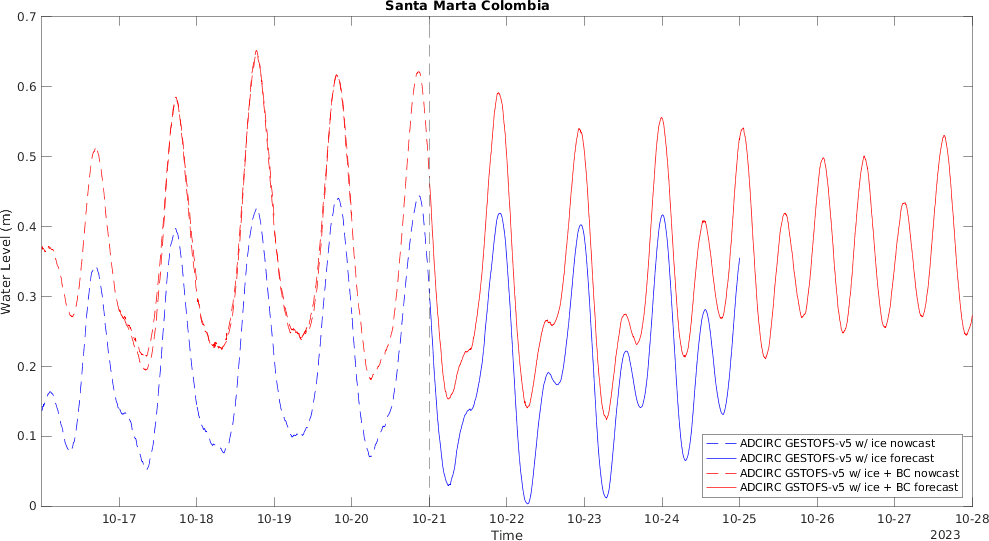 Santa Marta Colombia
0.7
0.6
0.5
0.4
0.3
0.2
0.1
0
Water Level (m)
ADCIRC GESTOFS-v5 w/ ice nowcast
ADCIRC GESTOFS-v5 w/ ice forecast
ADCIRC GSTOFS-v5 w/ ice + BC nowcast
ADCIRC GSTOFS-v5 w/ ice + BC forecast
10-17 10-18 10-19 10-20 10-21 10-22 10-23 10-24 10-25 10-26 10-27 10-28
Time
2023